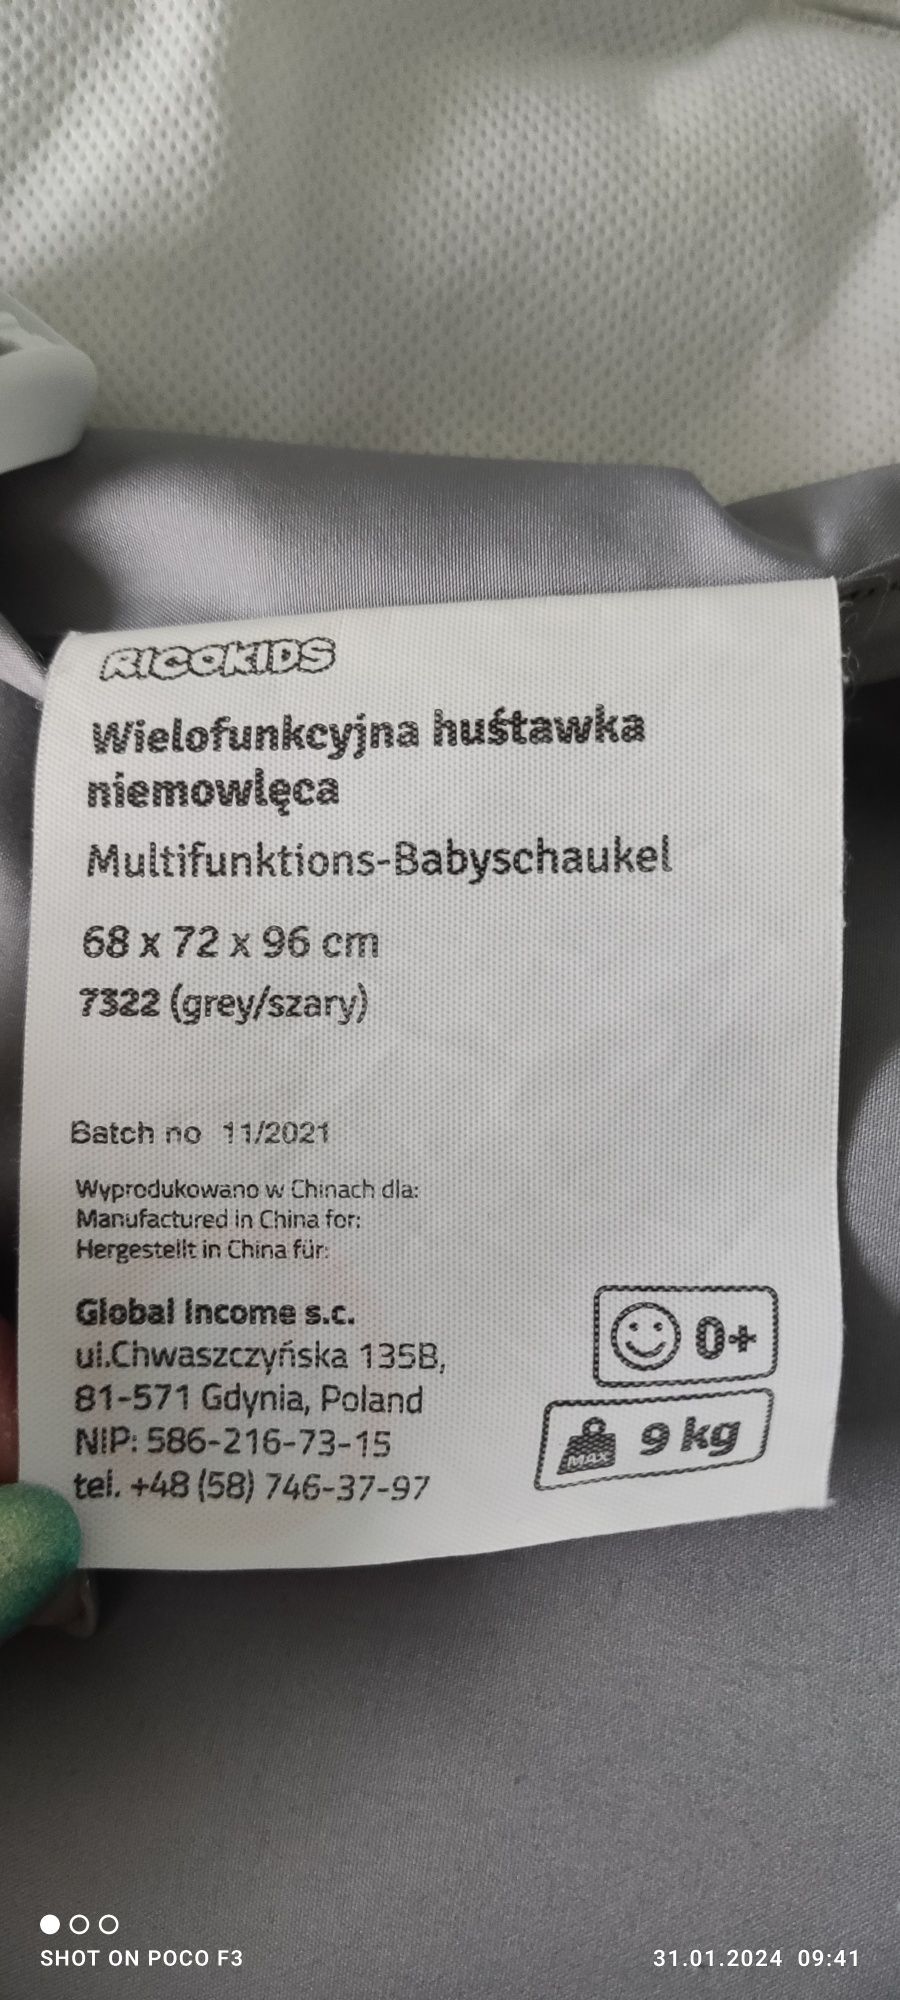 RICOKIDS
Wielofunkcyjna huśtawka
niemowlęca
Multifunktions-Babyschaukel
68 x 72 x 96 cm
7322 (grey/szary)
Batch no 11/2021
Wyprodukowano w Chinach dla:
Manufactured in China for:
Hergestellt in China für:
Global Income s.c.
ul.Chwaszczyńska 135B,
81-571 Gdynia, Poland
NIP: 586-216-73-15
tel. +48 (58) 746-37-97
0+
MAX 9 kg
SHOT ON POCO F3
31.01.2024 09:41